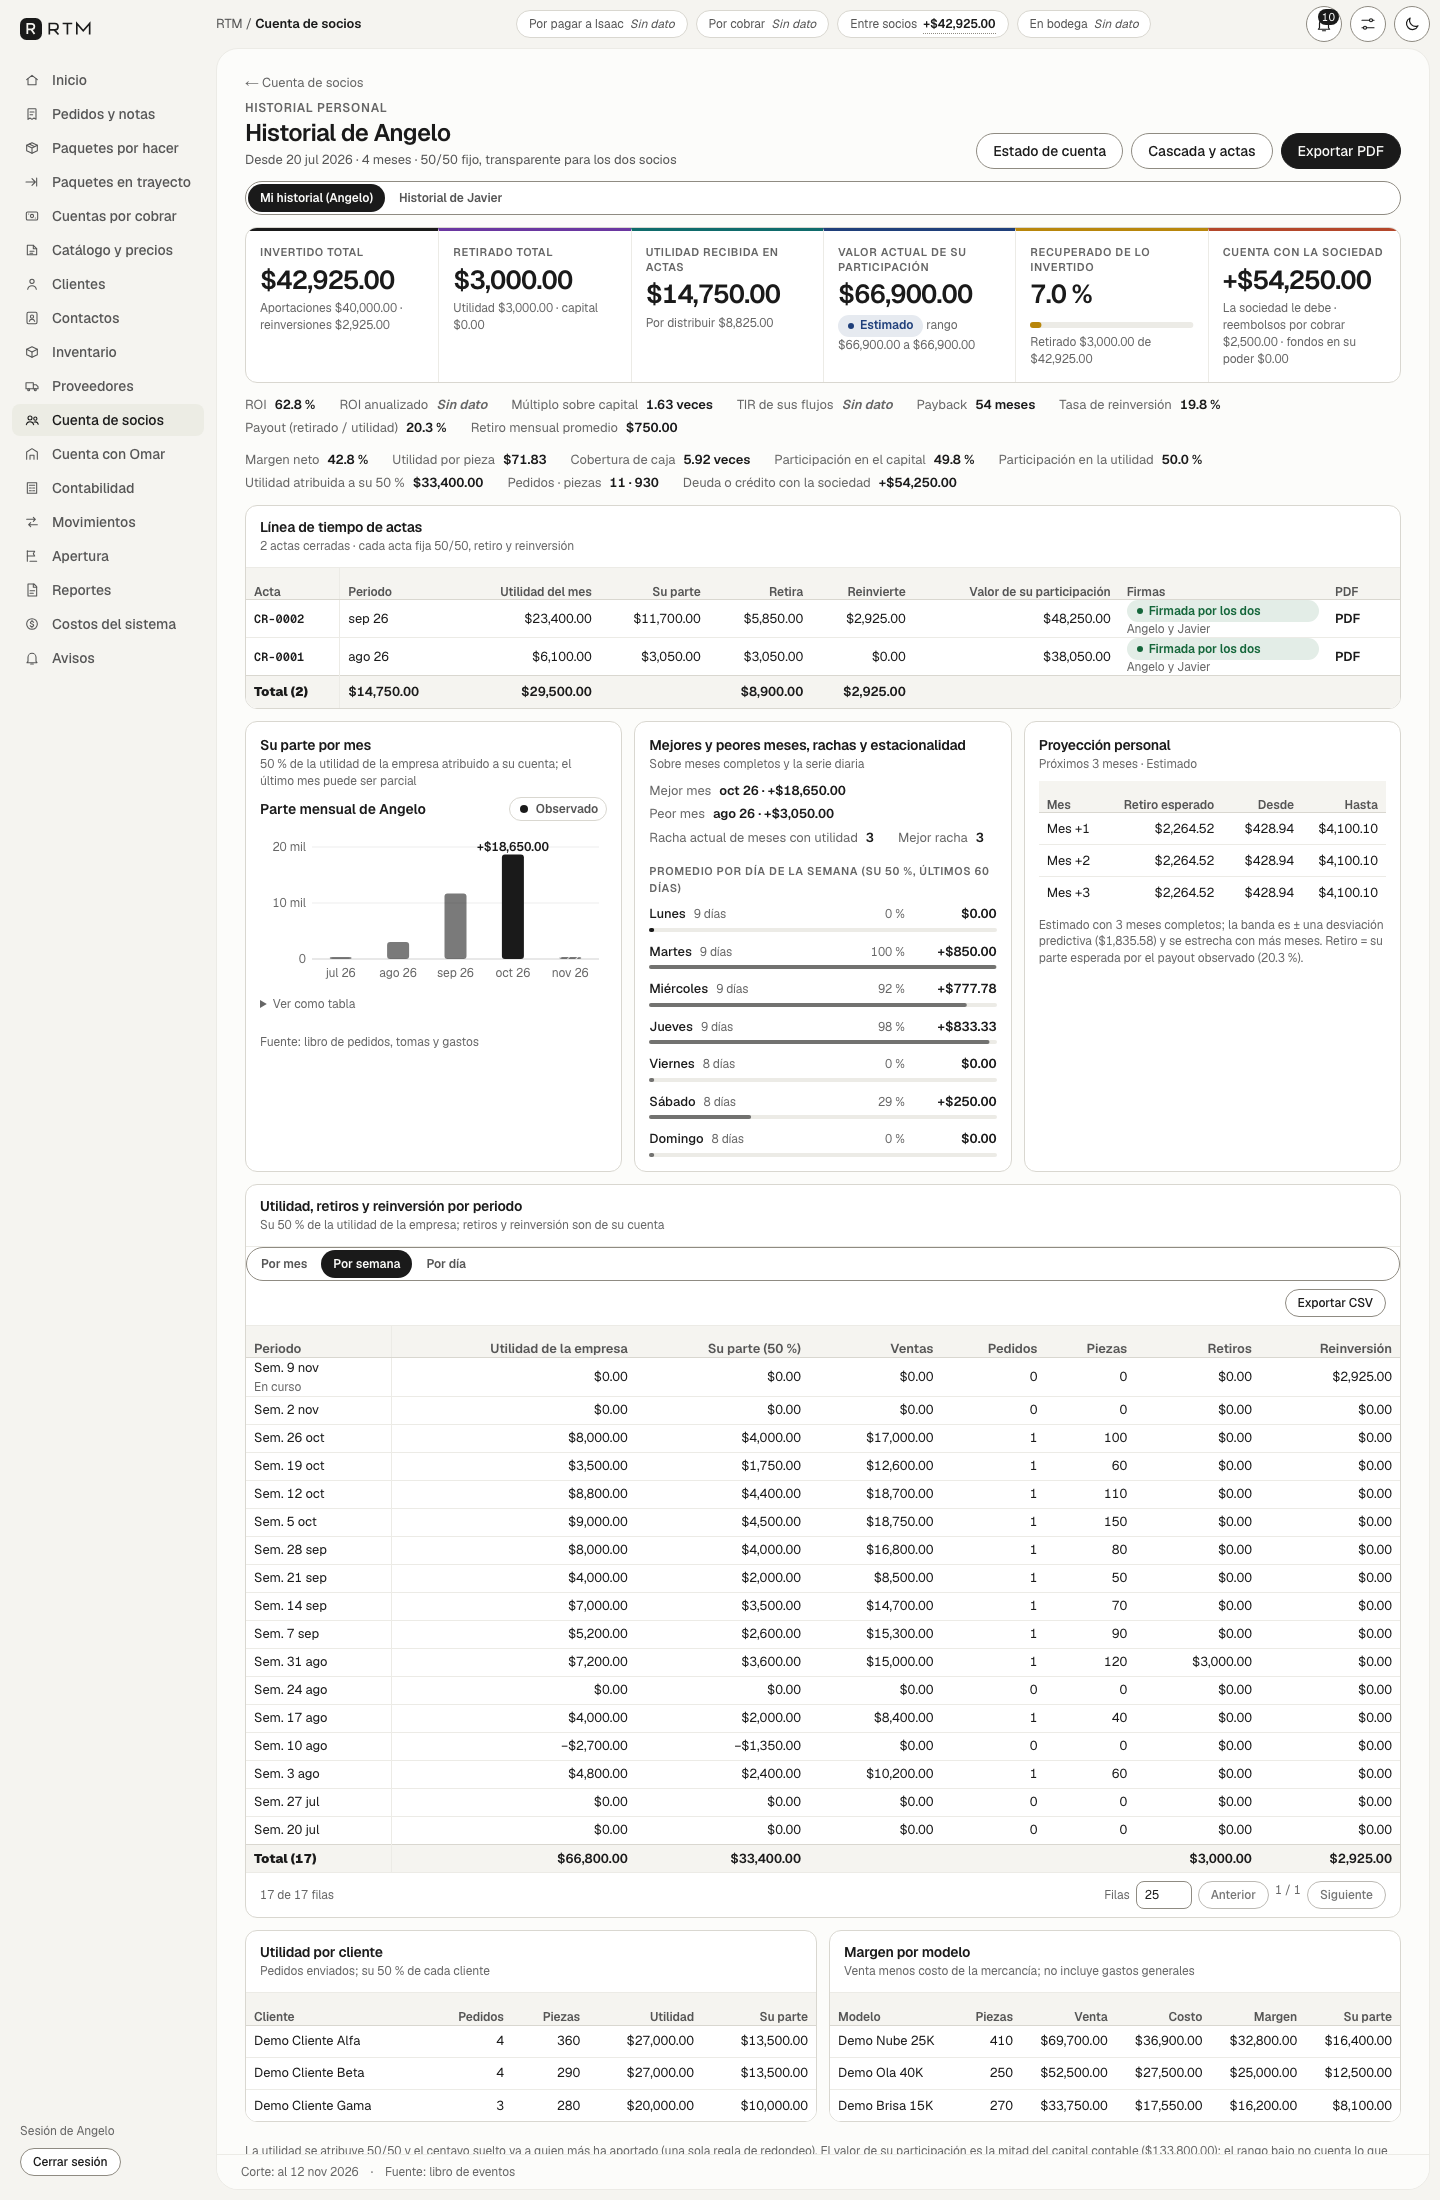 R RTM
RTM / Cuenta de socios
Por pagar a Isaac Sin dato
Por cobrar Sin dato
Entre socios +$42,925.00
En bodega Sin dato
10
Inicio
Pedidos y notas
Paquetes por hacer
Paquetes en trayecto
Cuentas por cobrar
Catálogo y precios
Clientes
Contactos
Inventario
Proveedores
Cuenta de socios
Cuenta con Omar
Contabilidad
Movimientos
Apertura
Reportes
Costos del sistema
Avisos
Sesión de Angelo
Cerrar sesión
← Cuenta de socios
HISTORIAL PERSONAL
Historial de Angelo
Desde 20 jul 2026 · 4 meses · 50/50 fijo, transparente para los dos socios
Estado de cuenta
Cascada y actas
Exportar PDF
Mi historial (Angelo) Historial de Javier
INVERTIDO TOTAL
$42,925.00
Aportaciones $40,000.00 ·
reinversiones $2,925.00
RETIRADO TOTAL
$3,000.00
Utilidad $3,000.00 · capital
$0.00
UTILIDAD RECIBIDA EN
ACTAS
$14,750.00
Por distribuir $8,825.00
VALOR ACTUAL DE SU
PARTICIPACIÓN
$66,900.00
Estimado rango
$66,900.00 a $66,900.00
RECUPERADO DE LO
INVERTIDO
7.0 %
Retirado $3,000.00 de
$42,925.00
CUENTA CON LA SOCIEDAD
+$54,250.00
La sociedad le debe ·
reembolsos por cobrar
$2,500.00 · fondos en su
poder $0.00
ROI 62.8 % ROI anualizado Sin dato Múltiplo sobre capital 1.63 veces TIR de sus flujos Sin dato Payback 54 meses Tasa de reinversión 19.8 %
Payout (retirado / utilidad) 20.3 % Retiro mensual promedio $750.00
Margen neto 42.8 % Utilidad por pieza $71.83 Cobertura de caja 5.92 veces Participación en el capital 49.8 % Participación en la utilidad 50.0 %
Utilidad atribuida a su 50 % $33,400.00 Pedidos · piezas 11 · 930 Deuda o crédito con la sociedad +$54,250.00
Línea de tiempo de actas
2 actas cerradas · cada acta fija 50/50, retiro y reinversión
Acta Periodo Utilidad del mes Su parte Retira Reinvierte Valor de su participación Firmas PDF
CR-0002 sep 26 $23,400.00 $11,700.00 $5,850.00 $2,925.00 $48,250.00 Firmada por los dos PDF
Angelo y Javier
CR-0001 ago 26 $6,100.00 $3,050.00 $3,050.00 $0.00 $38,050.00 Firmada por los dos PDF
Angelo y Javier
Total (2) $14,750.00 $29,500.00 $8,900.00 $2,925.00
Su parte por mes
50 % de la utilidad de la empresa atribuido a su cuenta; el
último mes puede ser parcial
Parte mensual de Angelo Observado
+$18,650.00
20 mil
10 mil
0
jul 26 ago 26 sep 26 oct 26 nov 26
Ver como tabla
Fuente: libro de pedidos, tomas y gastos
Mejores y peores meses, rachas y estacionalidad
Sobre meses completos y la serie diaria
Mejor mes oct 26 · +$18,650.00
Peor mes ago 26 · +$3,050.00
Racha actual de meses con utilidad 3 Mejor racha 3
PROMEDIO POR DÍA DE LA SEMANA (SU 50 %, ÚLTIMOS 60
DÍAS)
Lunes 9 días 0 % $0.00
Martes 9 días 100 % +$850.00
Miércoles 9 días 92 % +$777.78
Jueves 9 días 98 % +$833.33
Viernes 8 días 0 % $0.00
Sábado 8 días 29 % +$250.00
Domingo 8 días 0 % $0.00
Proyección personal
Próximos 3 meses · Estimado
Mes Retiro esperado Desde Hasta
Mes +1 $2,264.52 $428.94 $4,100.10
Mes +2 $2,264.52 $428.94 $4,100.10
Mes +3 $2,264.52 $428.94 $4,100.10
Estimado con 3 meses completos; la banda es ± una desviación
predictiva ($1,835.58) y se estrecha con más meses. Retiro = su
parte esperada por el payout observado (20.3 %).
Utilidad, retiros y reinversión por periodo
Su 50 % de la utilidad de la empresa; retiros y reinversión son de su cuenta
Por mes Por semana Por día
Exportar CSV
Periodo Utilidad de la empresa Su parte (50 %) Ventas Pedidos Piezas Retiros Reinversión
Sem. 9 nov $0.00 $0.00 $0.00 0 0 $0.00 $2,925.00
En curso
Sem. 2 nov $0.00 $0.00 $0.00 0 0 $0.00 $0.00
Sem. 26 oct $8,000.00 $4,000.00 $17,000.00 1 100 $0.00 $0.00
Sem. 19 oct $3,500.00 $1,750.00 $12,600.00 1 60 $0.00 $0.00
Sem. 12 oct $8,800.00 $4,400.00 $18,700.00 1 110 $0.00 $0.00
Sem. 5 oct $9,000.00 $4,500.00 $18,750.00 1 150 $0.00 $0.00
Sem. 28 sep $8,000.00 $4,000.00 $16,800.00 1 80 $0.00 $0.00
Sem. 21 sep $4,000.00 $2,000.00 $8,500.00 1 50 $0.00 $0.00
Sem. 14 sep $7,000.00 $3,500.00 $14,700.00 1 70 $0.00 $0.00
Sem. 7 sep $5,200.00 $2,600.00 $15,300.00 1 90 $0.00 $0.00
Sem. 31 ago $7,200.00 $3,600.00 $15,000.00 1 120 $3,000.00 $0.00
Sem. 24 ago $0.00 $0.00 $0.00 0 0 $0.00 $0.00
Sem. 17 ago $4,000.00 $2,000.00 $8,400.00 1 40 $0.00 $0.00
Sem. 10 ago −$2,700.00 −$1,350.00 $0.00 0 0 $0.00 $0.00
Sem. 3 ago $4,800.00 $2,400.00 $10,200.00 1 60 $0.00 $0.00
Sem. 27 jul $0.00 $0.00 $0.00 0 0 $0.00 $0.00
Sem. 20 jul $0.00 $0.00 $0.00 0 0 $0.00 $0.00
Total (17) $66,800.00 $33,400.00 $3,000.00 $2,925.00
17 de 17 filas Filas 25 Anterior 1 / 1 Siguiente
Utilidad por cliente
Pedidos enviados; su 50 % de cada cliente
Cliente Pedidos Piezas Utilidad Su parte
Demo Cliente Alfa 4 360 $27,000.00 $13,500.00
Demo Cliente Beta 4 290 $27,000.00 $13,500.00
Demo Cliente Gama 3 280 $20,000.00 $10,000.00
Margen por modelo
Venta menos costo de la mercancía; no incluye gastos generales
Modelo Piezas Venta Costo Margen Su parte
Demo Nube 25K 410 $69,700.00 $36,900.00 $32,800.00 $16,400.00
Demo Ola 40K 250 $52,500.00 $27,500.00 $25,000.00 $12,500.00
Demo Brisa 15K 270 $33,750.00 $17,550.00 $16,200.00 $8,100.00
La utilidad se atribuye 50/50 y el centavo suelto va a quien más ha aportado (una sola regla de redondeo). El valor de su participación es la mitad del capital contable ($133,800.00); el rango bajo no cuenta lo que
Corte: al 12 nov 2026 · Fuente: libro de eventos